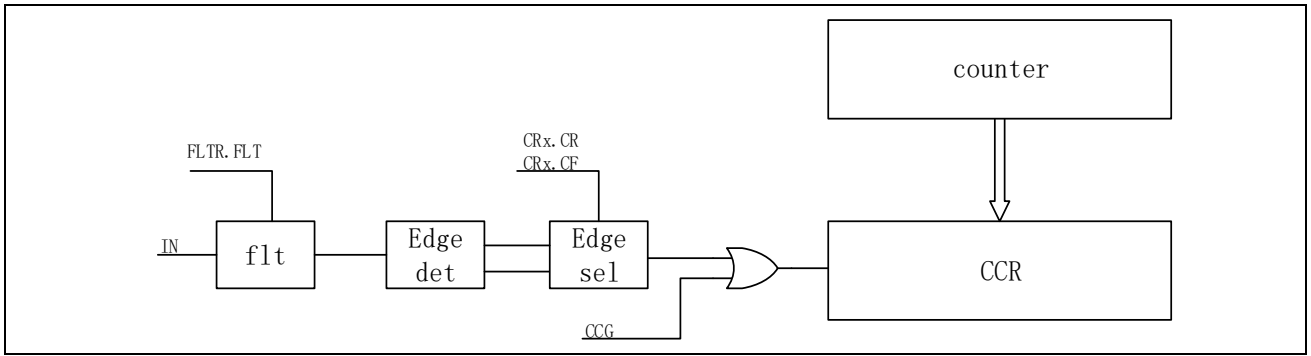 counter
CRx.CR
CRx.CF
FLTR.FLT
IN
flt
Edge
det
Edge
sel
CCR
CCG